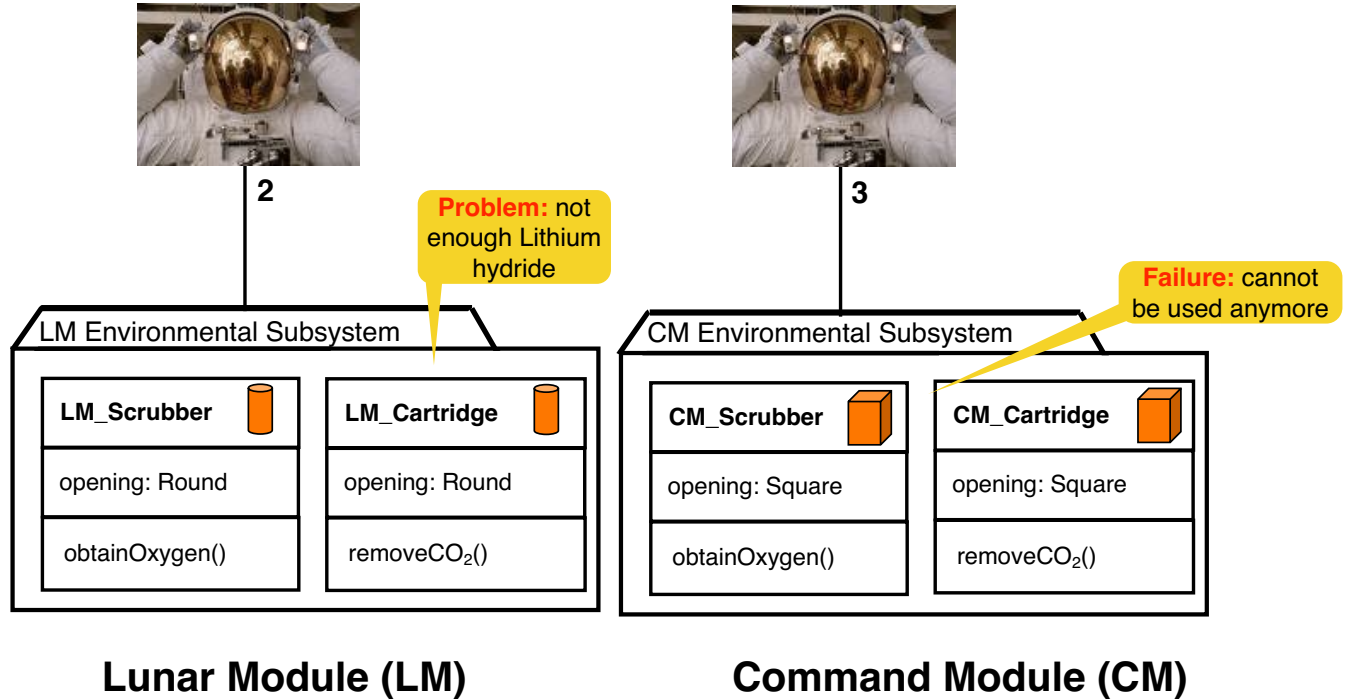 2
Problem: not
enough Lithium
hydride
LM Environmental Subsystem
LM_Scrubber
opening: Round
obtainOxygen()
LM_Cartridge
opening: Round
removeCO₂()
Lunar Module (LM)
3
Failure: cannot
be used anymore
CM Environmental Subsystem
CM_Scrubber
opening: Square
obtainOxygen()
CM_Cartridge
opening: Square
removeCO₂()
Command Module (CM)